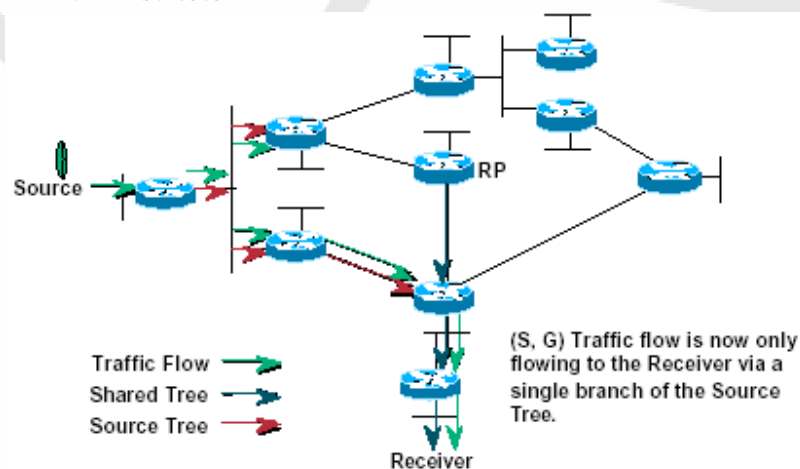 Source
RP
Traffic Flow
Shared Tree
Source Tree
(S, G) Traffic flow is now only
flowing to the Receiver via a
single branch of the Source
Tree.
Receiver